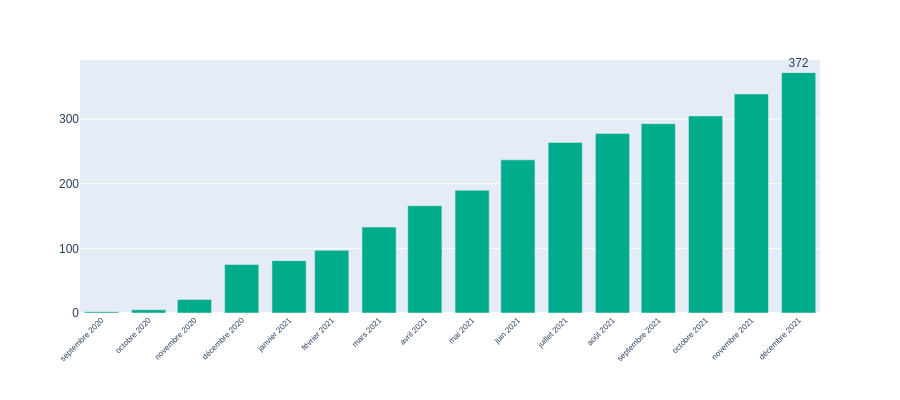 372
300
200
100
0
septembre 2020
octobre 2020
novembre 2020
décembre 2020
janvier 2021
février 2021
mars 2021
avril 2021
mai 2021
juin 2021
juillet 2021
août 2021
septembre 2021
octobre 2021
novembre 2021
décembre 2021